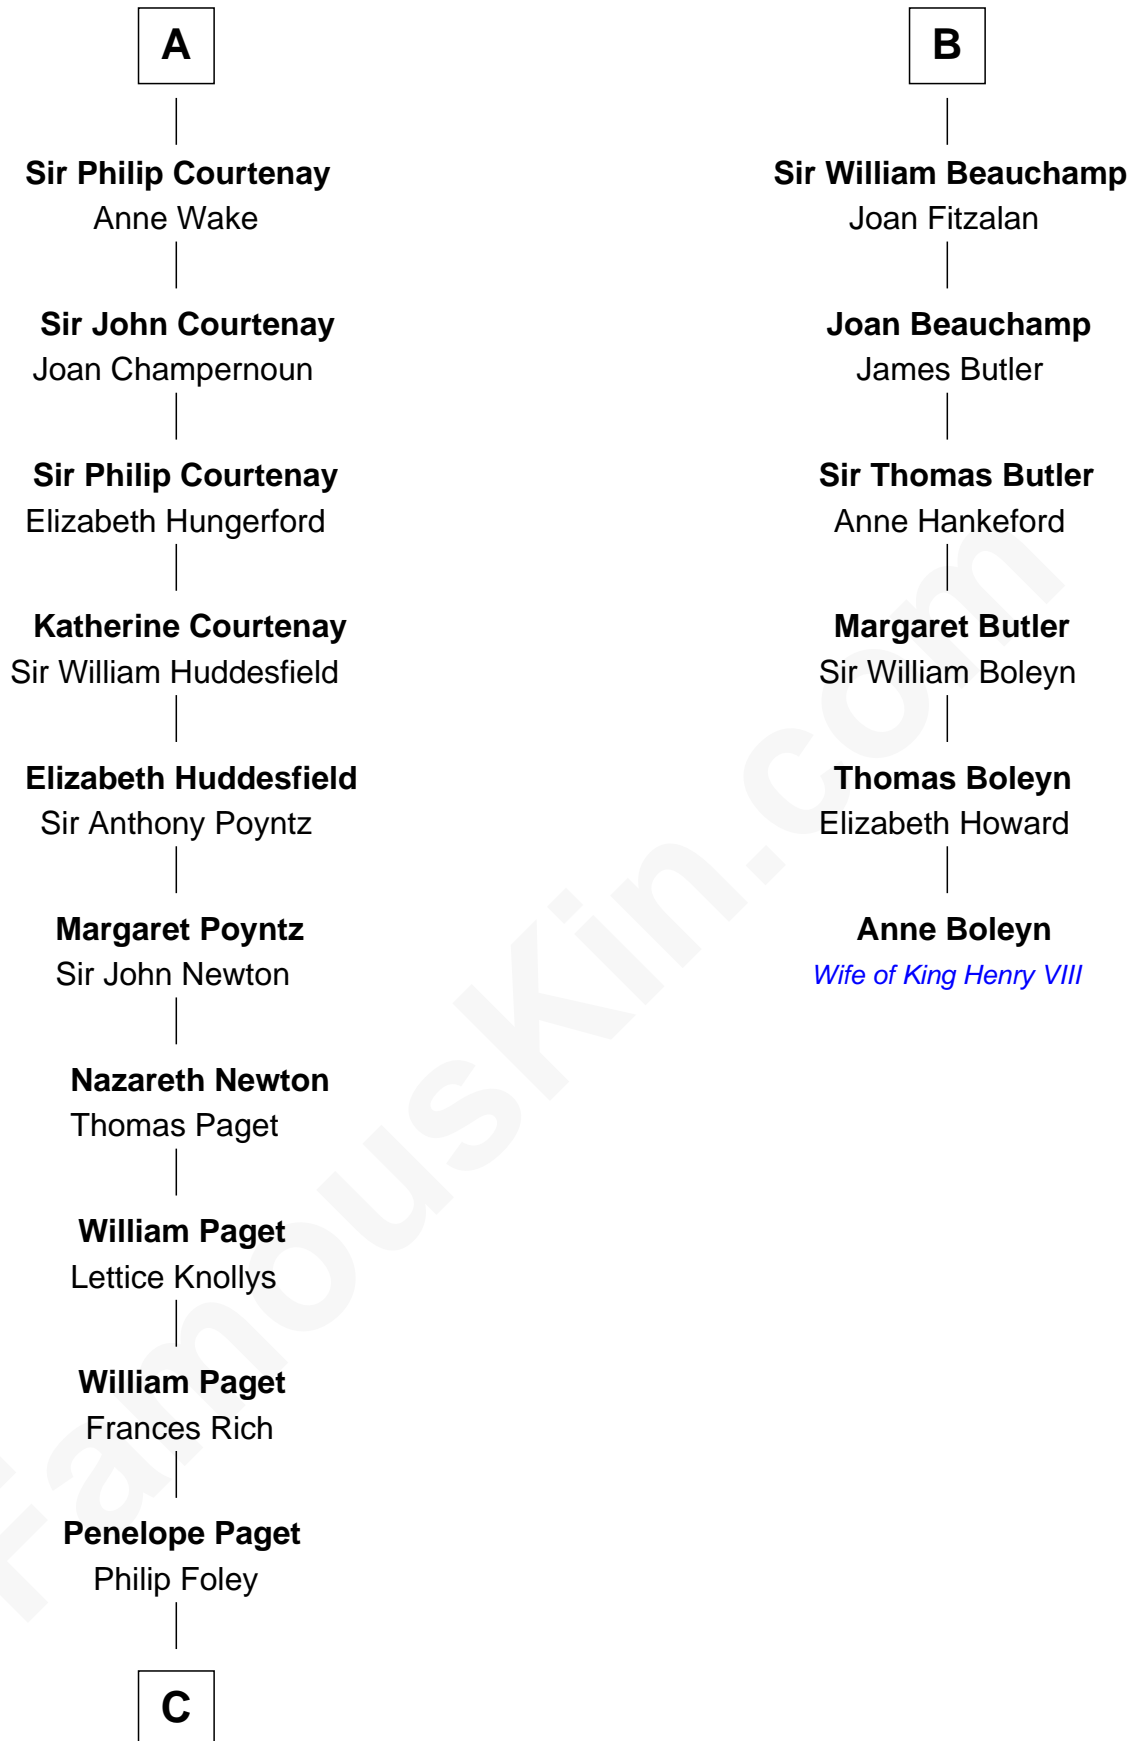 A
Sir Philip Courtenay
Anne Wake
Sir John Courtenay
Joan Champernoun
Sir Philip Courtenay
Elizabeth Hungerford
Katherine Courtenay
Sir William Huddesfield
Elizabeth Huddesfield
Sir Anthony Poyntz
Margaret Poyntz
Sir John Newton
Nazareth Newton
Thomas Paget
William Paget
Lettice Knollys
William Paget
Frances Rich
Penelope Paget
Philip Foley
C
B
Sir William Beauchamp
Joan Fitzalan
Joan Beauchamp
James Butler
Sir Thomas Butler
Anne Hankeford
Margaret Butler
Sir William Boleyn
Thomas Boleyn
Elizabeth Howard
Anne Boleyn
Wife of King Henry VIII
FamousKin.com